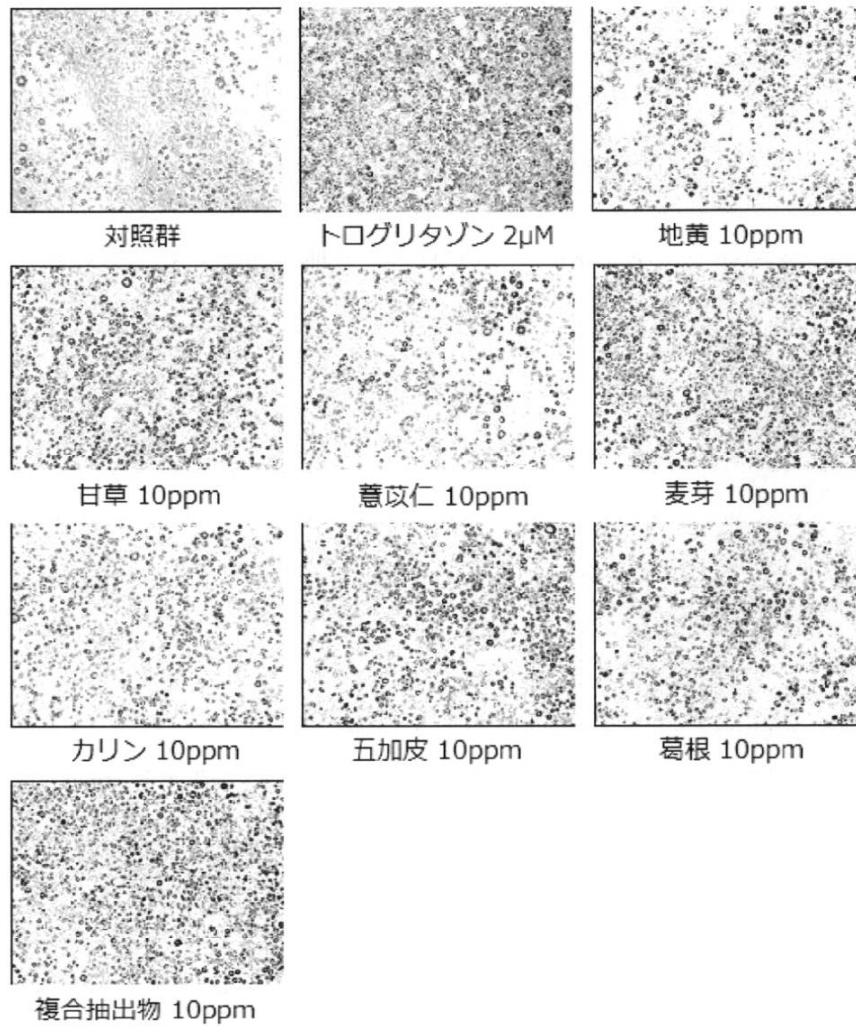 対照群
トログリタゾン 2μM
地黄 10ppm
甘草 10ppm
薏苡仁 10ppm
麦芽 10ppm
カリン 10ppm
五加皮 10ppm
葛根 10ppm
複合抽出物 10ppm